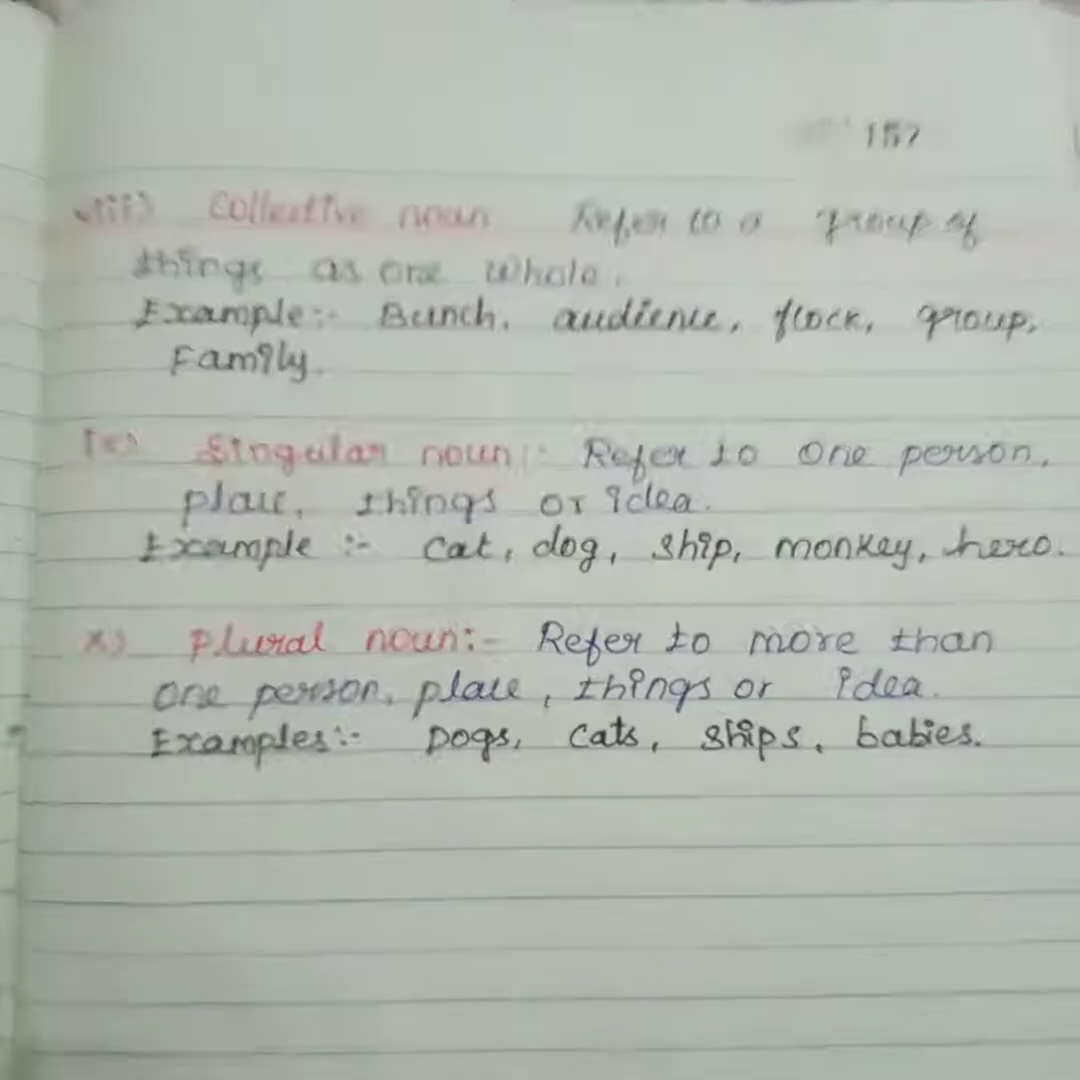 157
viii) Collective noun Refer to a group of
things as one whole.
Example:- Bunch, audience, flock, group,
Family.
ix) Singular noun:- Refer to one person,
place, things or idea.
Example :- cat, dog, ship, monkey, hero.
x) Plural noun:- Refer to more than
one person, place, things or idea.
Examples:- Dogs, Cats, ships, babies.